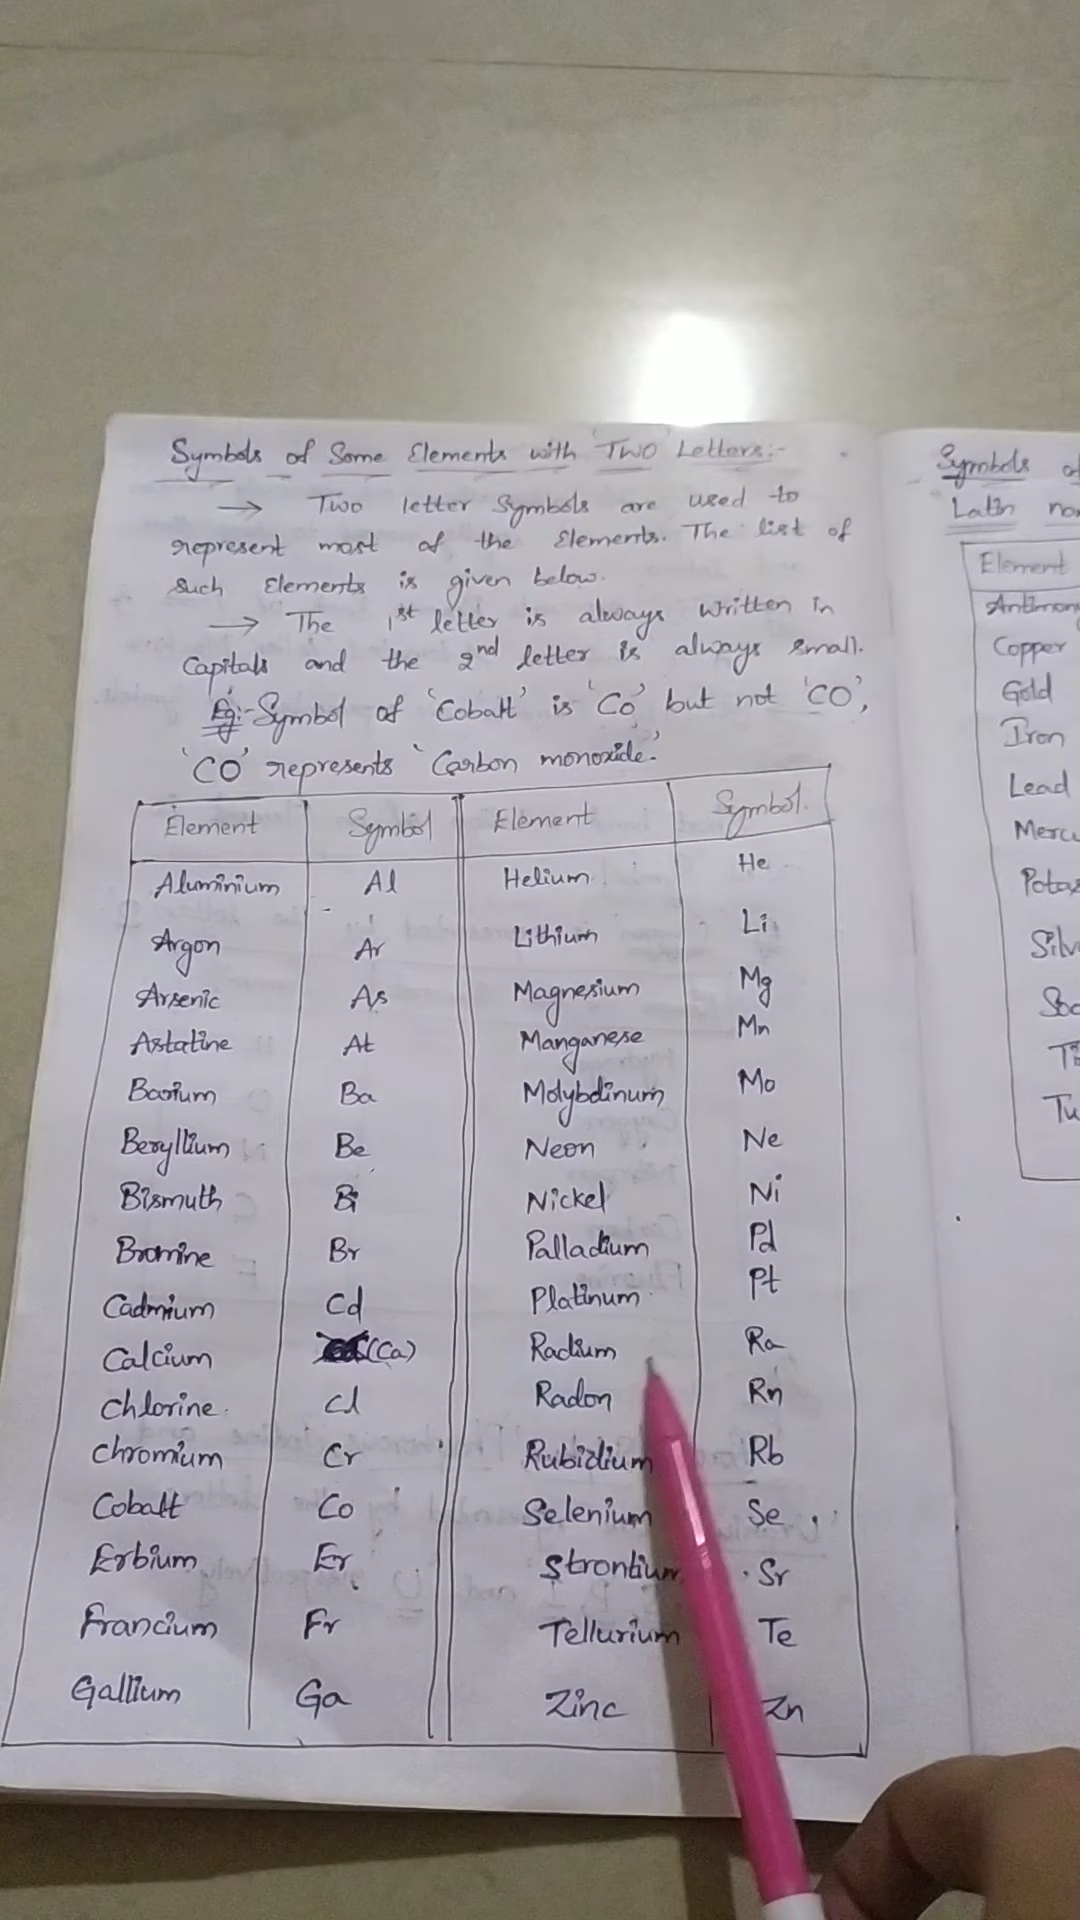 Symbols of Some Elements with 'TWO' Letters:-
→ Two letter Symbols are used to
represent most of the Elements. The list of
such Elements is given below.
→ The 1st letter is always written in
Capitals and the 2nd letter is always small.
Eg:- Symbol of 'Cobalt' is 'Co' but not 'CO',
'CO' represents 'Carbon monoxide.'
Element Symbol Element Symbol.
Aluminium Al Helium He
Argon Ar Lithium Li
Arsenic As Magnesium Mg
Astatine At Manganese Mn
Barium Ba Molybdinum Mo
Beryllium Be Neon Ne
Bismuth Bi Nickel Ni
Bromine Br Palladium Pd
Cadmium Cd Platinum Pt
Calcium (Ca) Radium Ra
Chlorine Cl Radon Rn
Chromium Cr Rubidium Rb
Cobalt Co Selenium Se
Erbium Er Strontium Sr
Francium Fr Tellurium Te
Gallium Ga Zinc Zn
Symbols
Latin
Element
Copper
Gold
Iron
Lead